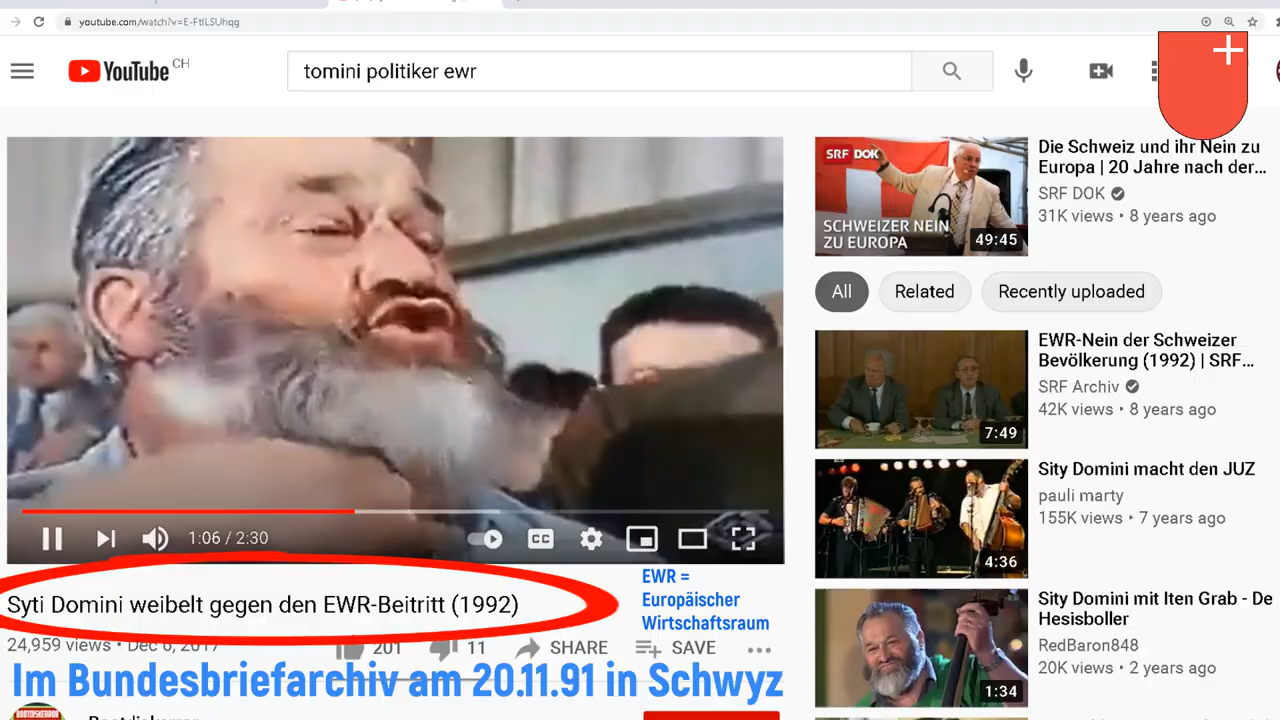 youtube.com/watch?v=E-FtlLSUhqg
YouTube CH
tomini politiker ewr
1:06 / 2:30
CC
Syti Domini weibelt gegen den EWR-Beitritt (1992)
24,959 views • Dec 6, 2017
201
11
SHARE
SAVE
EWR =
Europäischer
Wirtschaftsraum
Im Bundesbriefarchiv am 20.11.91 in Schwyz
SRF DOK
SCHWEIZER NEIN
ZU EUROPA
49:45
Die Schweiz und ihr Nein zu
Europa | 20 Jahre nach der...
SRF DOK
31K views • 8 years ago
All
Related
Recently uploaded
7:49
EWR-Nein der Schweizer
Bevölkerung (1992) | SRF...
SRF Archiv
42K views • 8 years ago
4:36
Sity Domini macht den JUZ
pauli marty
155K views • 7 years ago
1:34
Sity Domini mit Iten Grab - De
Hesisboller
RedBaron848
20K views • 2 years ago